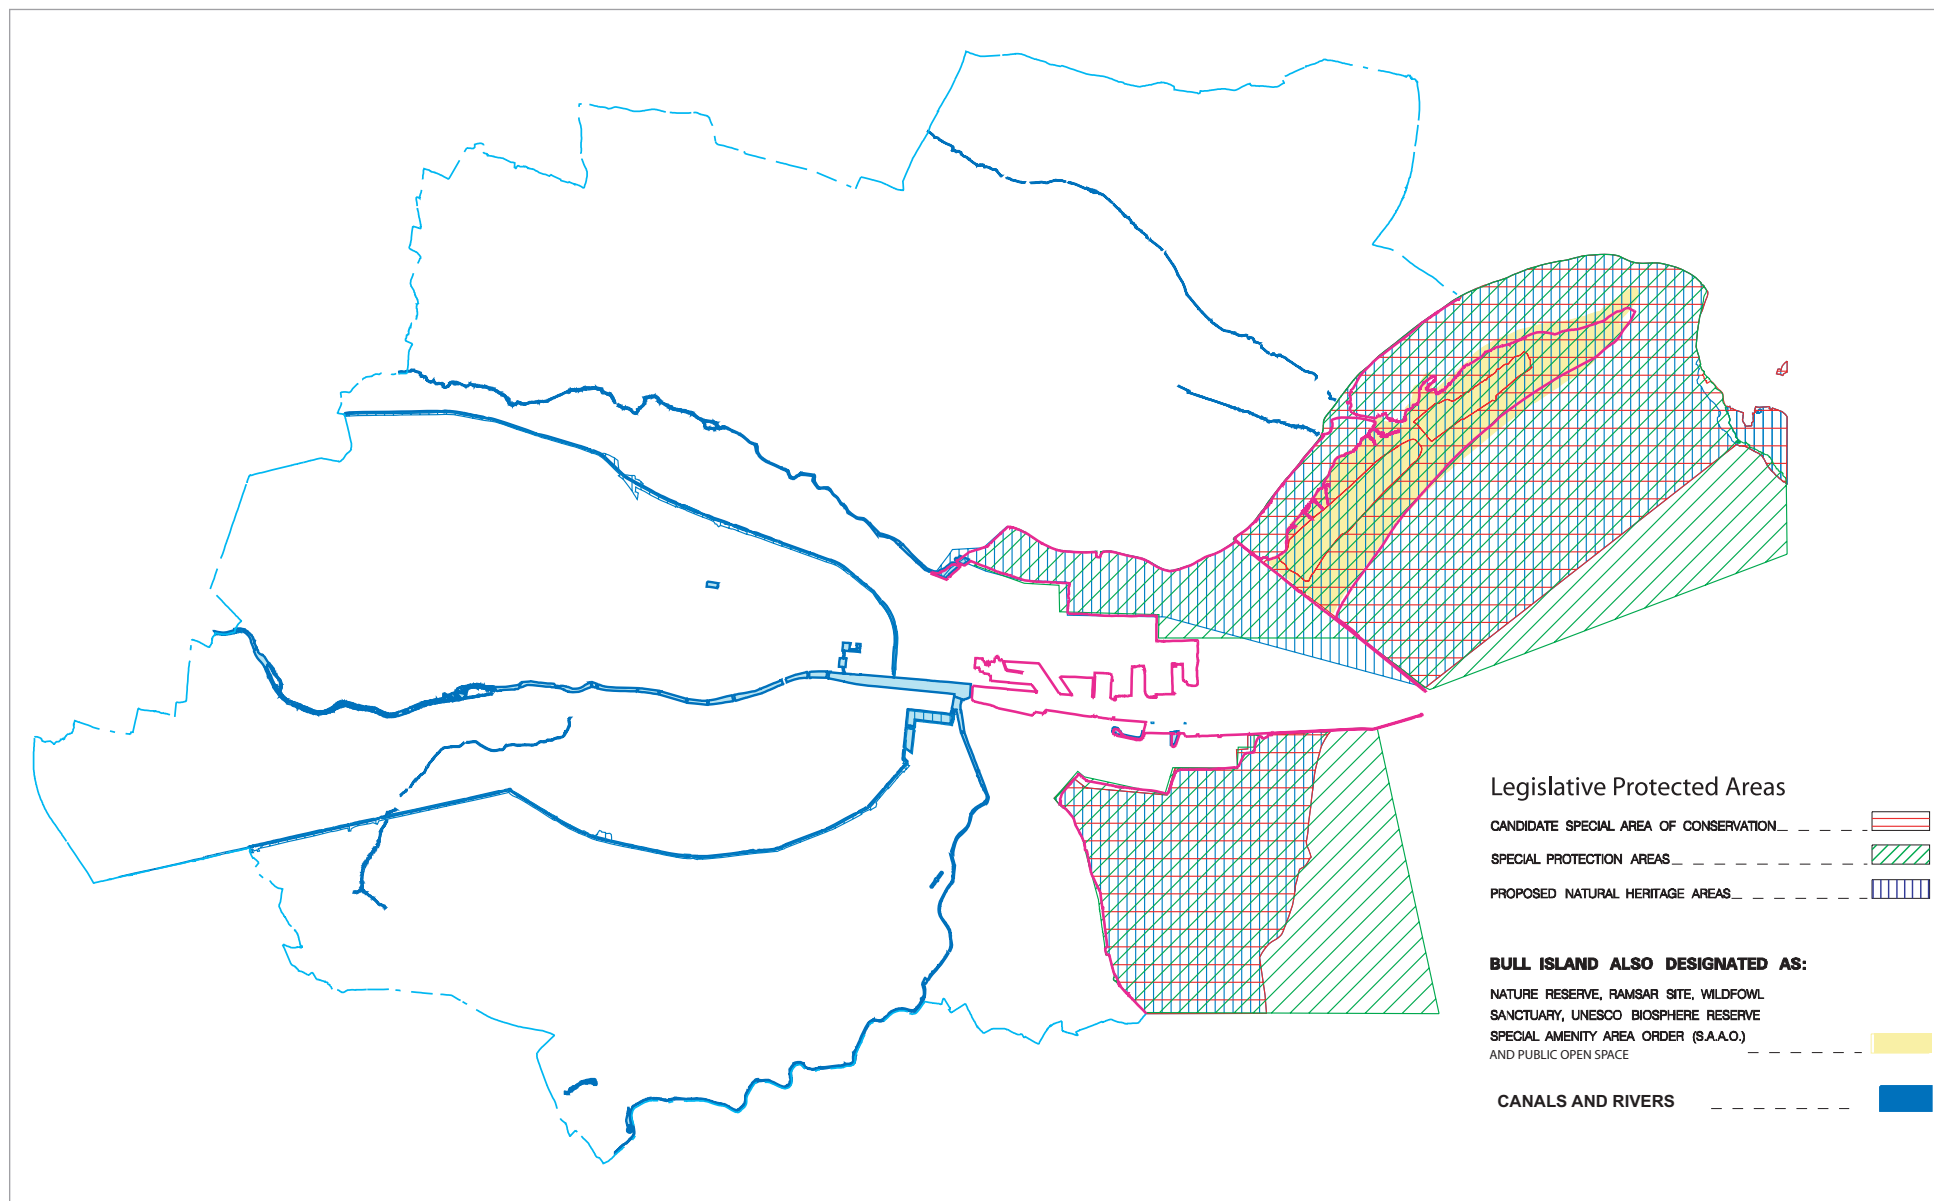 Legislative Protected Areas
CANDIDATE SPECIAL AREA OF CONSERVATION
SPECIAL PROTECTION AREAS
PROPOSED NATURAL HERITAGE AREAS
BULL ISLAND ALSO DESIGNATED AS:
NATURE RESERVE, RAMSAR SITE, WILDFOWL
SANCTUARY, UNESCO BIOSPHERE RESERVE
SPECIAL AMENITY AREA ORDER (S.A.A.O.)
AND PUBLIC OPEN SPACE
CANALS AND RIVERS